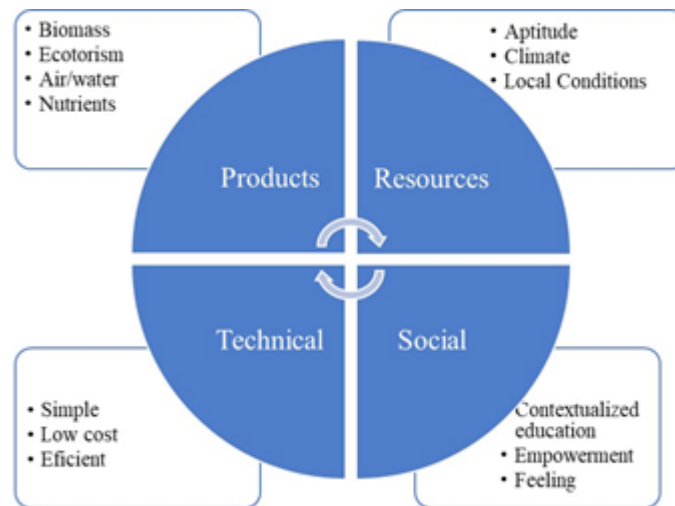 • Biomass
• Ecotorism
• Air/water
• Nutrients
• Aptitude
• Climate
• Local Conditions
Products
Resources
Technical
Social
• Simple
• Low cost
• Eficient
• Contextualized
education
• Empowerment
• Feeling